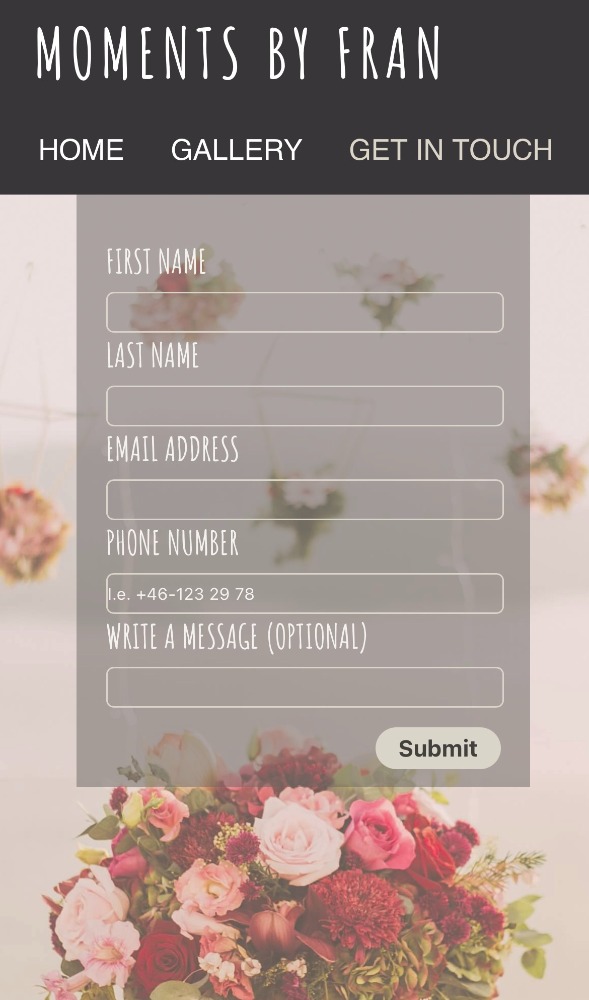 MOMENTS BY FRAN
HOME GALLERY GET IN TOUCH
FIRST NAME
LAST NAME
EMAIL ADDRESS
PHONE NUMBER
I.e. +46-123 29 78
WRITE A MESSAGE (OPTIONAL)
Submit